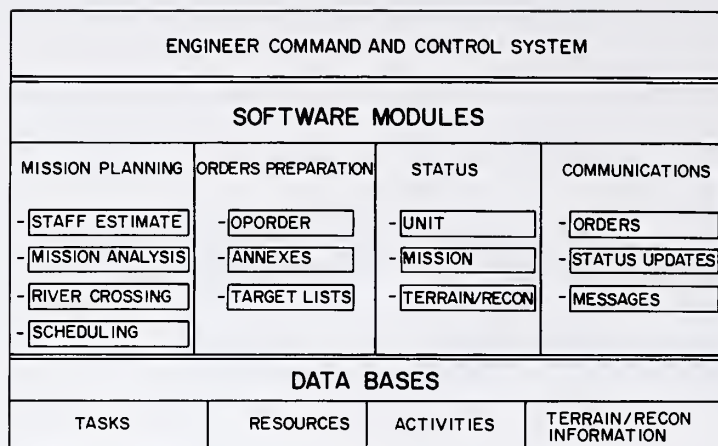 ENGINEER COMMAND AND CONTROL SYSTEM
SOFTWARE MODULES
MISSION PLANNING
- STAFF ESTIMATE
- MISSION ANALYSIS
- RIVER CROSSING
- SCHEDULING
ORDERS PREPARATION
- OPORDER
- ANNEXES
- TARGET LISTS
STATUS
- UNIT
- MISSION
- TERRAIN/RECON
COMMUNICATIONS
- ORDERS
- STATUS UPDATES
- MESSAGES
DATA BASES
TASKS
RESOURCES
ACTIVITIES
TERRAIN/RECON
INFORMATION